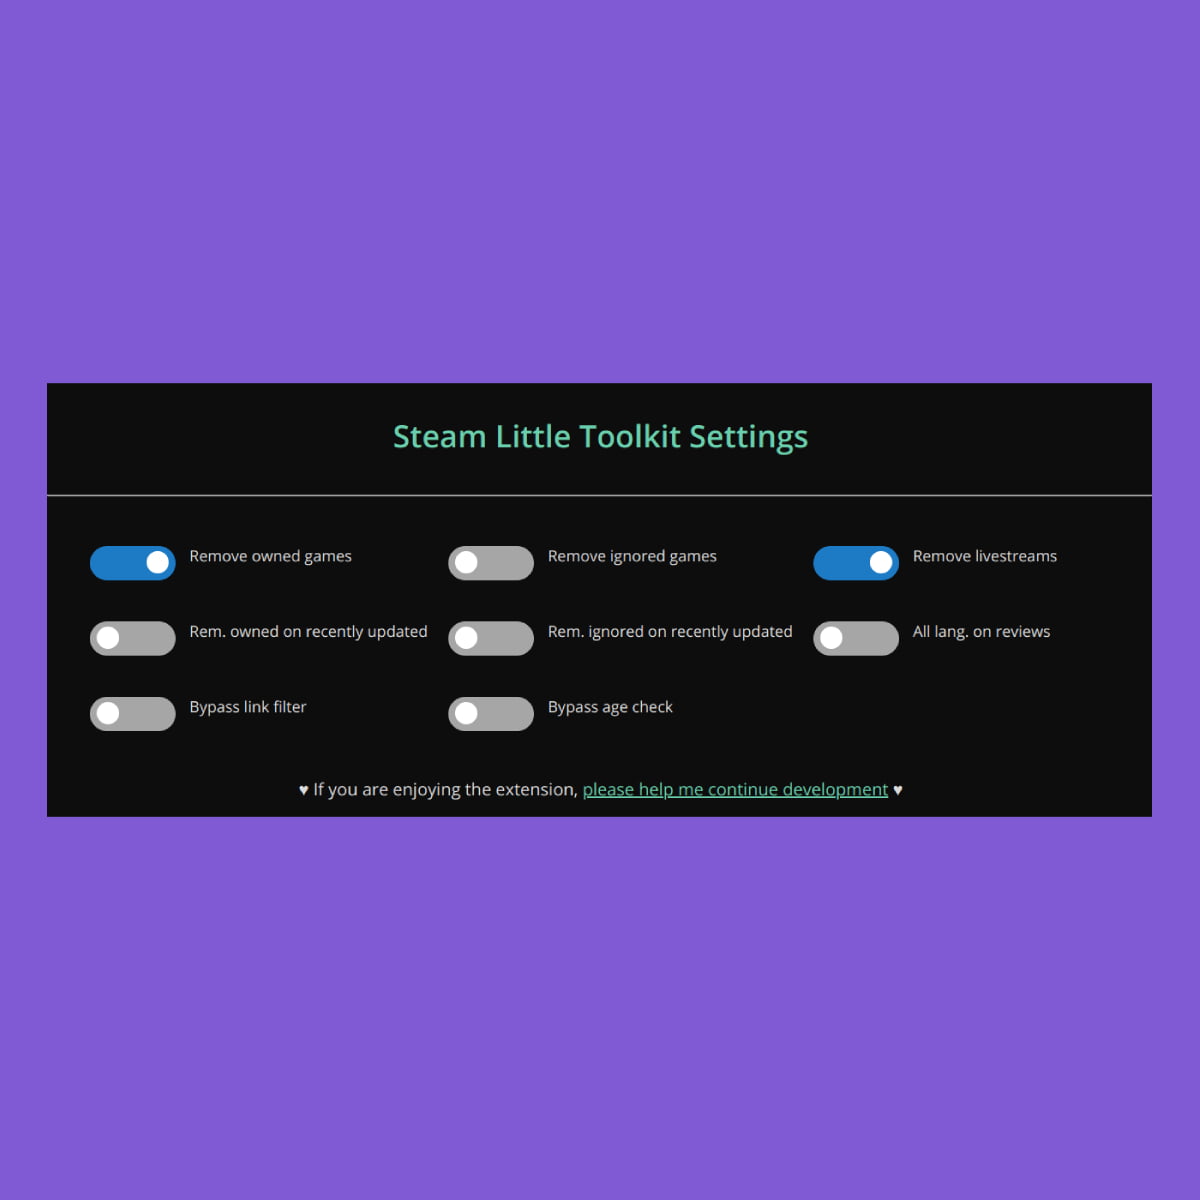 Steam Little Toolkit Settings
Remove owned games
Remove ignored games
Remove livestreams
Rem. owned on recently updated
Rem. ignored on recently updated
All lang. on reviews
Bypass link filter
Bypass age check
♥ If you are enjoying the extension, please help me continue development ♥